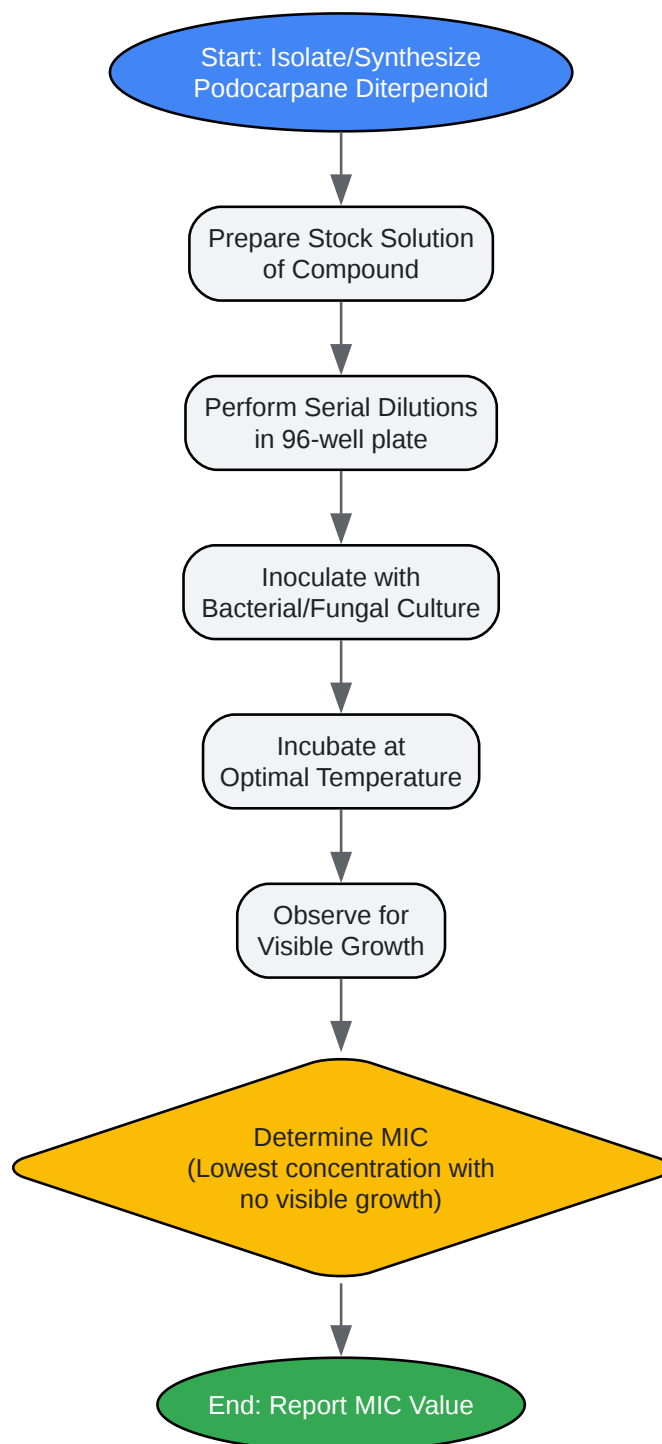 Start: Isolate/Synthesize
Podocarpane Diterpenoid
Prepare Stock Solution
of Compound
Perform Serial Dilutions
in 96-well plate
Inoculate with
Bacterial/Fungal Culture
Incubate at
Optimal Temperature
Observe for
Visible Growth
Determine MIC
(Lowest concentration with
no visible growth)
End: Report MIC Value